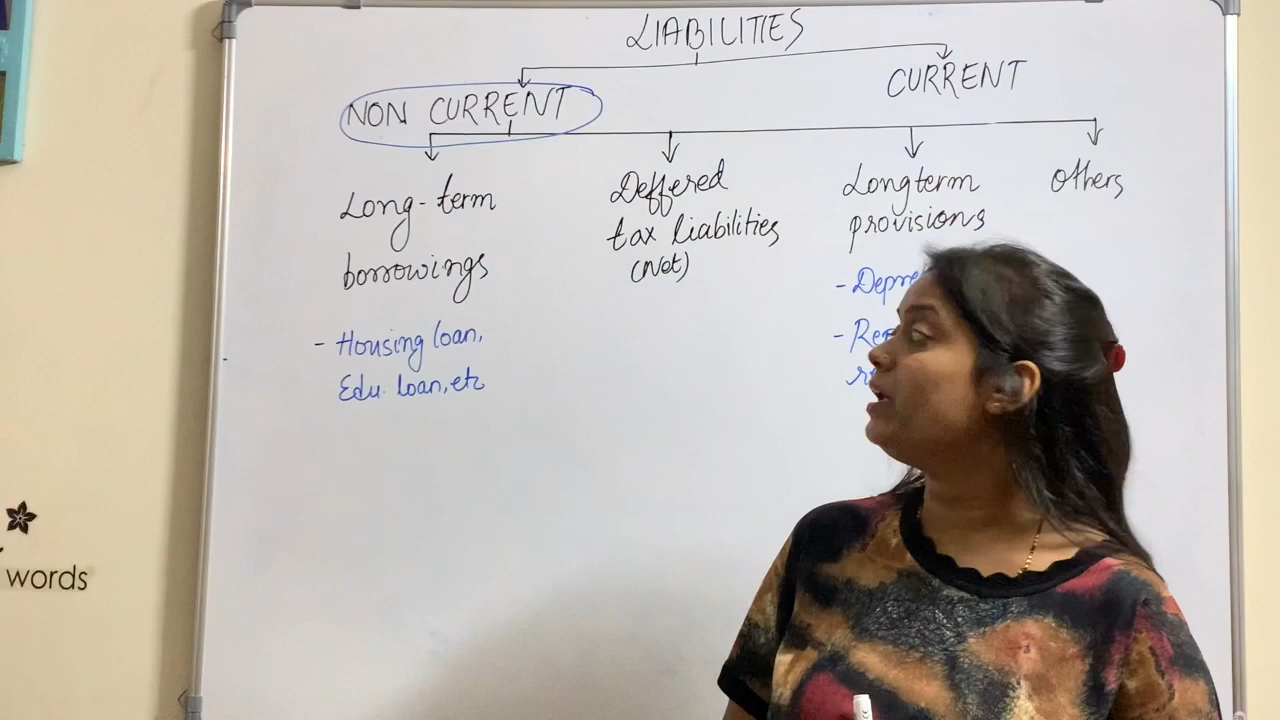 LIABILITIES
NON CURRENT
CURRENT
Long-term
borrowings
- Housing loan,
Edu. loan, etc
Deffered
tax liabilities
(Net)
Longterm
provisions
-
-
Others
words